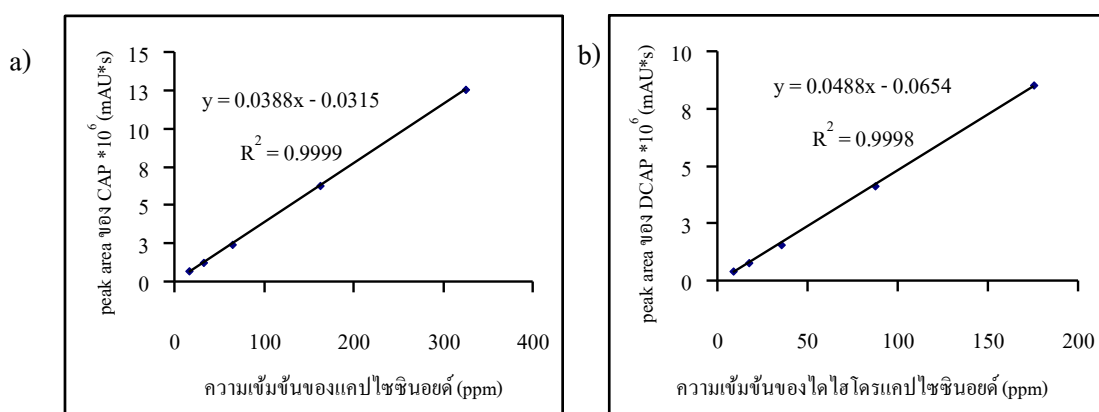 a)
peak area ของ CAP *10^6 (mAU*s)
15
13
10
8
5
3
0
y = 0.0388x - 0.0315
R^2 = 0.9999
0 100 200 300 400
ความเข้มข้นของแคปไซซินอยด์ (ppm)
b)
peak area ของ DCAP *10^6 (mAU*s)
10
8
5
3
0
y = 0.0488x - 0.0654
R^2 = 0.9998
0 50 100 150 200
ความเข้มข้นของไดไฮโดรแคปไซซินอยด์ (ppm)